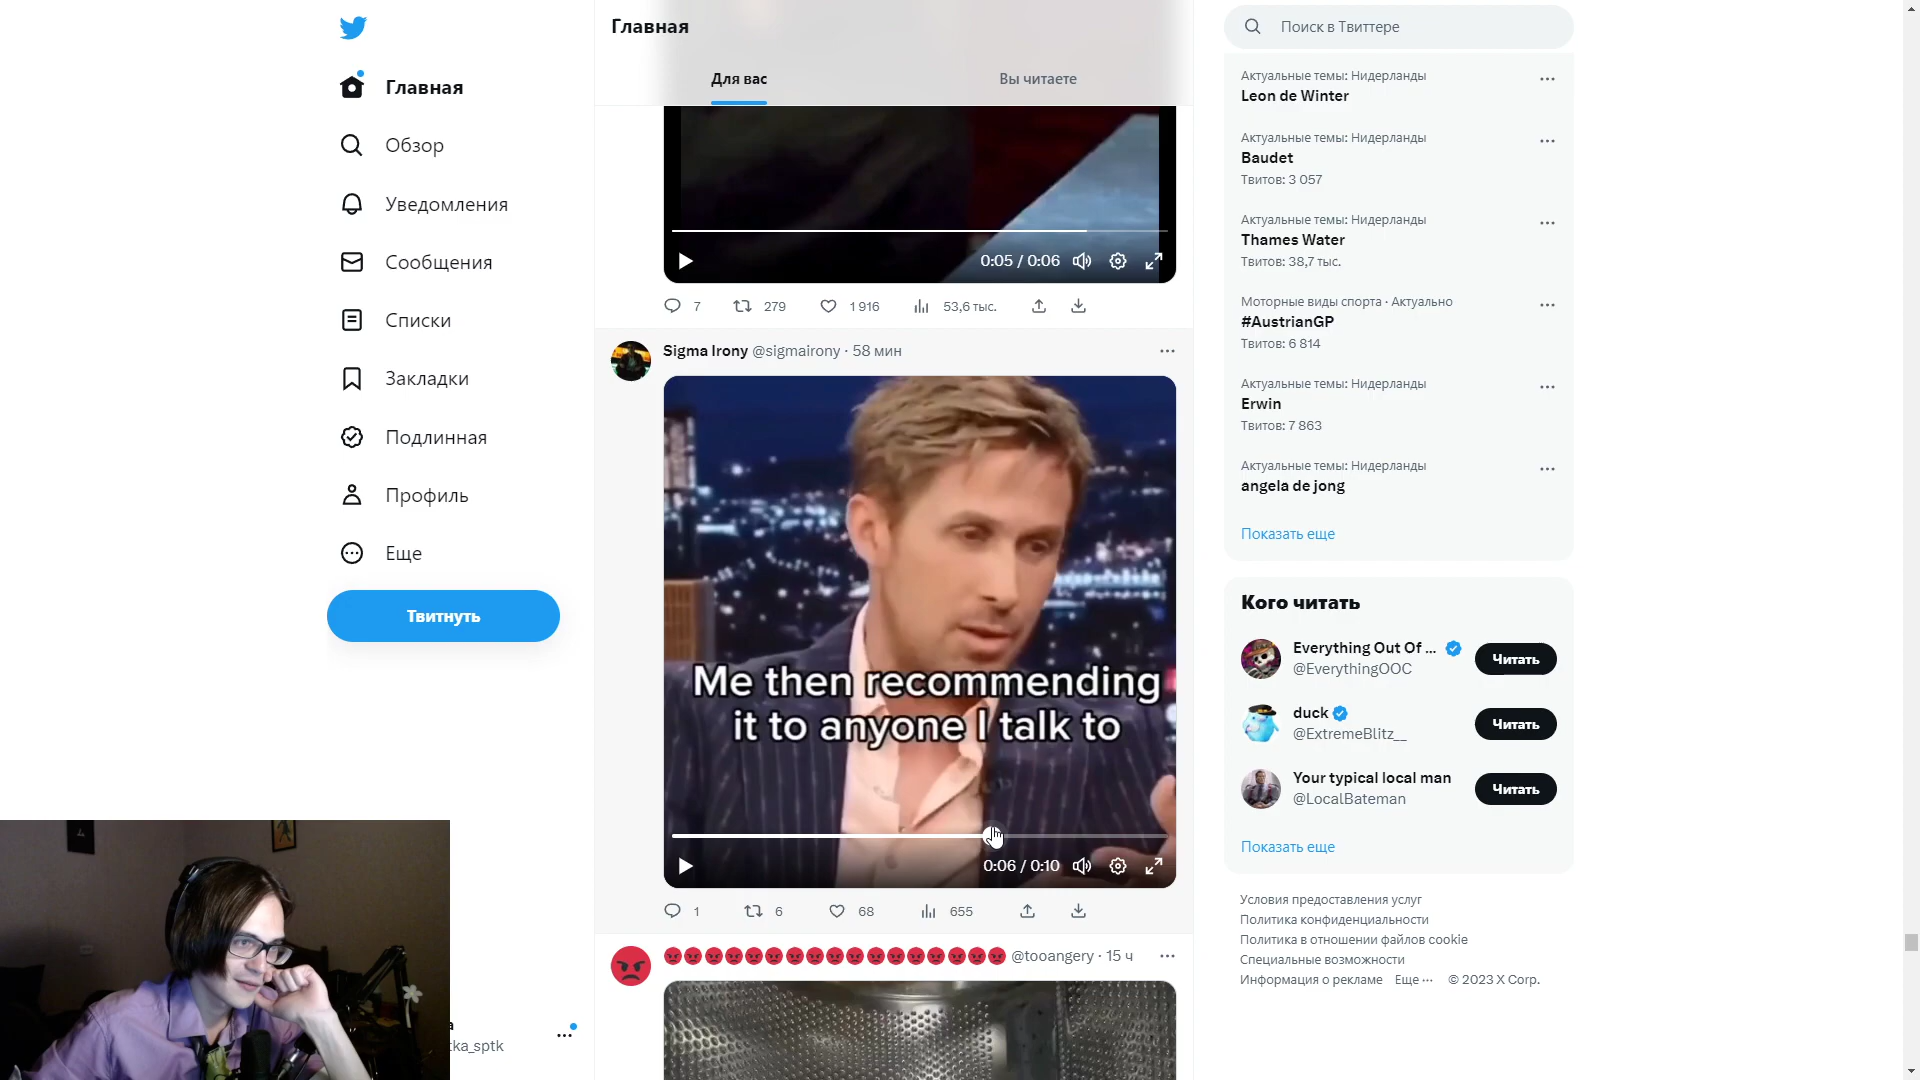 Главная
Обзор
Уведомления
Сообщения
Списки
Закладки
Подлинная
Профиль
Еще
Твитнуть
tka_sptk
Главная
Для вас
Вы читаете
0:05 / 0:06
7
279
1 916
53,6 тыс.
Sigma Irony @sigmairony · 58 мин
Me then recommending
it to anyone I talk to
0:06 / 0:10
1
6
68
655
@tooangery · 15 ч
Поиск в Твиттере
Актуальные темы: Нидерланды
Leon de Winter
Актуальные темы: Нидерланды
Baudet
Твитов: 3 057
Актуальные темы: Нидерланды
Thames Water
Твитов: 38,7 тыс.
Моторные виды спорта · Актуально
#AustrianGP
Твитов: 6 814
Актуальные темы: Нидерланды
Erwin
Твитов: 7 863
Актуальные темы: Нидерланды
angela de jong
Показать еще
Кого читать
Everything Out Of ...
@EverythingOOC
Читать
duck
@ExtremeBlitz__
Читать
Your typical local man
@LocalBateman
Читать
Показать еще
Условия предоставления услуг
Политика конфиденциальности
Политика в отношении файлов cookie
Специальные возможности
Информация о рекламе Еще ··· © 2023 X Corp.